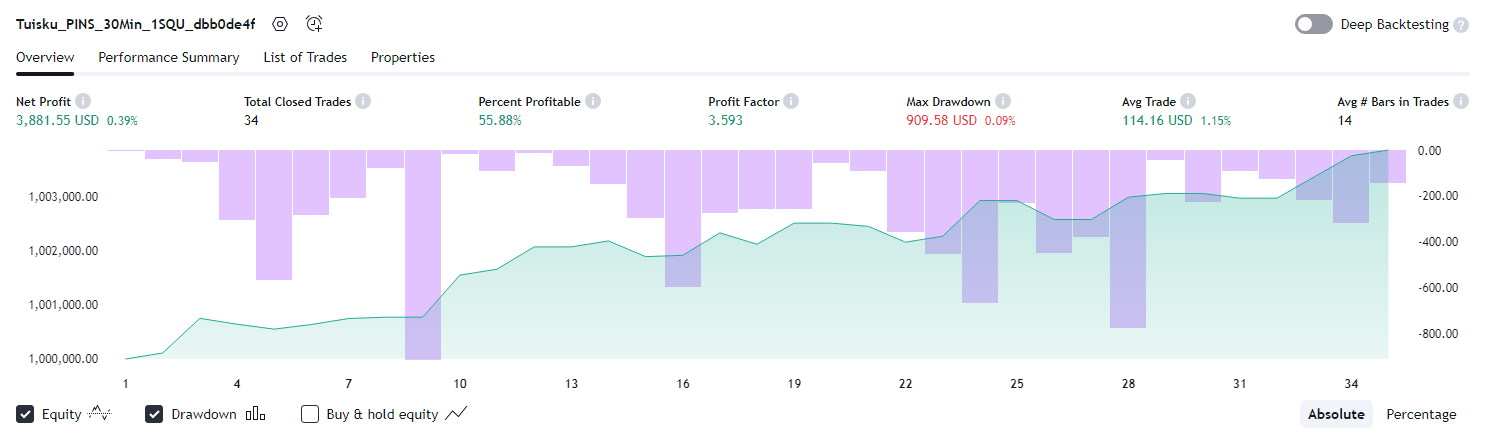 Tuisku_PINS_30Min_1SQU_dbb0de4f
Deep Backtesting ?
Overview Performance Summary List of Trades Properties
Net Profit Total Closed Trades Percent Profitable Profit Factor Max Drawdown Avg Trade Avg # Bars in Trades
3,881.55 USD 0.39% 34 55.88% 3.593 909.58 USD 0.09% 114.16 USD 1.15% 14
0.00
1,003,000.00 -200.00
1,002,000.00 -400.00
-600.00
1,001,000.00
-800.00
1,000,000.00
1 4 7 10 13 16 19 22 25 28 31 34
Equity Drawdown Buy & hold equity Absolute Percentage